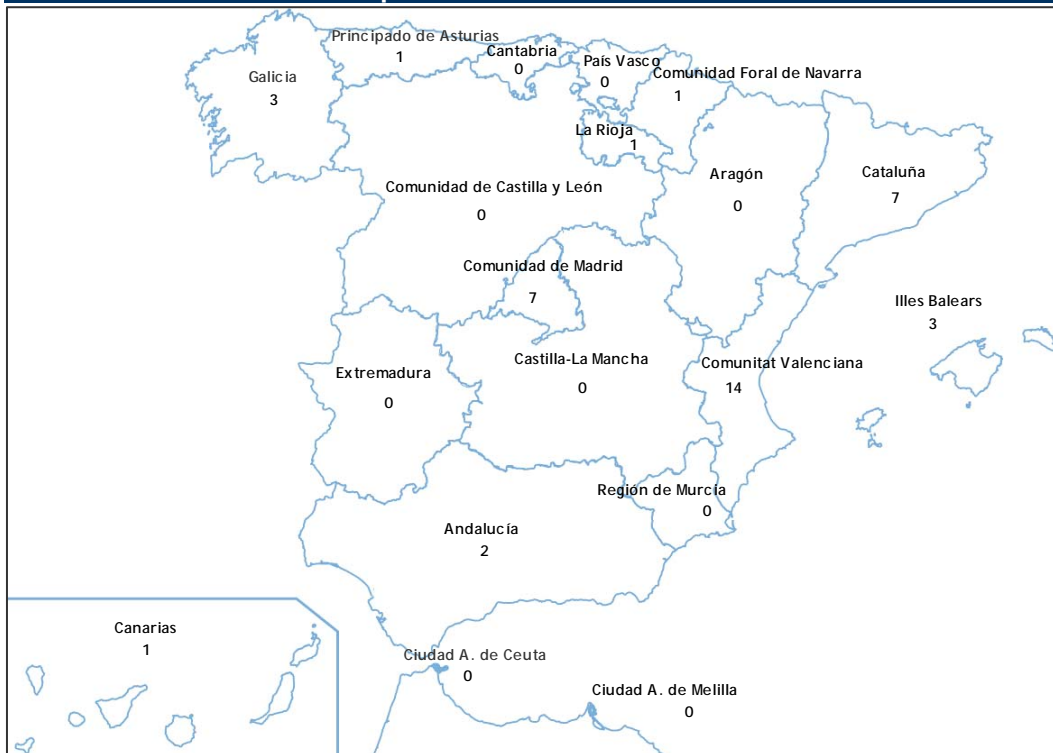 Principado de Asturias
1
Cantabria
0
País Vasco
0
Comunidad Foral de Navarra
1
Galicia
3
La Rioja
1
Comunidad de Castilla y León
0
Aragón
0
Cataluña
7
Comunidad de Madrid
7
Illes Balears
3
Extremadura
0
Castilla-La Mancha
0
Comunitat Valenciana
14
Región de Murcia
0
Andalucía
2
Canarias
1
Ciudad A. de Ceuta
0
Ciudad A. de Melilla
0